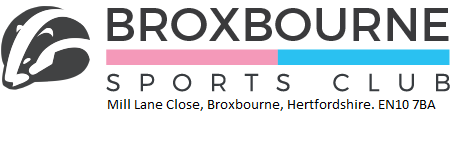 BROXBOURNE
SPORTS CLUB
Mill Lane Close, Broxbourne, Hertfordshire. EN10 7BA